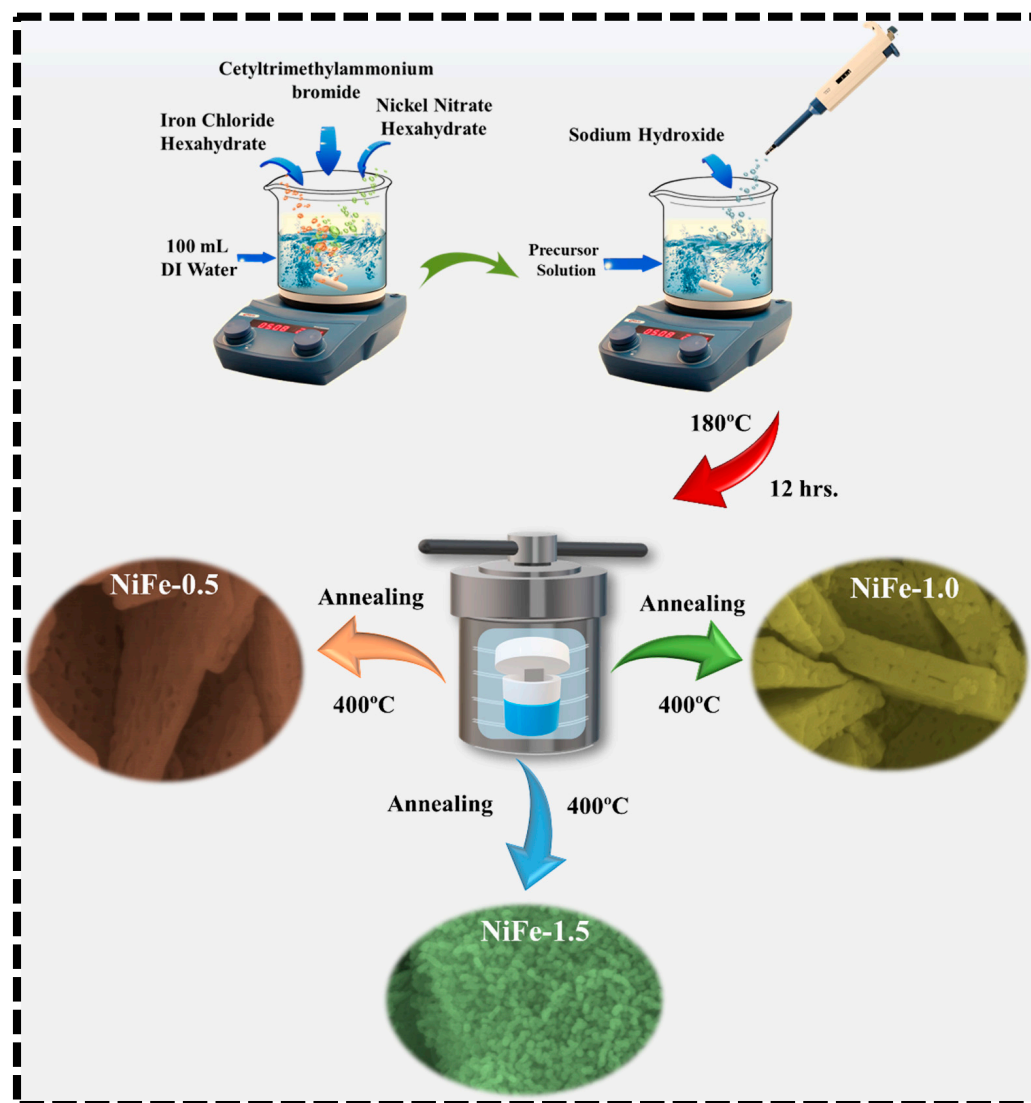 Cetyltrimethylammonium
bromide
Iron Chloride
Hexahydrate
Nickel Nitrate
Hexahydrate
100 mL
DI Water
Sodium Hydroxide
Precursor
Solution
180ºC
12 hrs.
NiFe-0.5
Annealing
400ºC
Annealing
400ºC
NiFe-1.0
Annealing
400ºC
NiFe-1.5